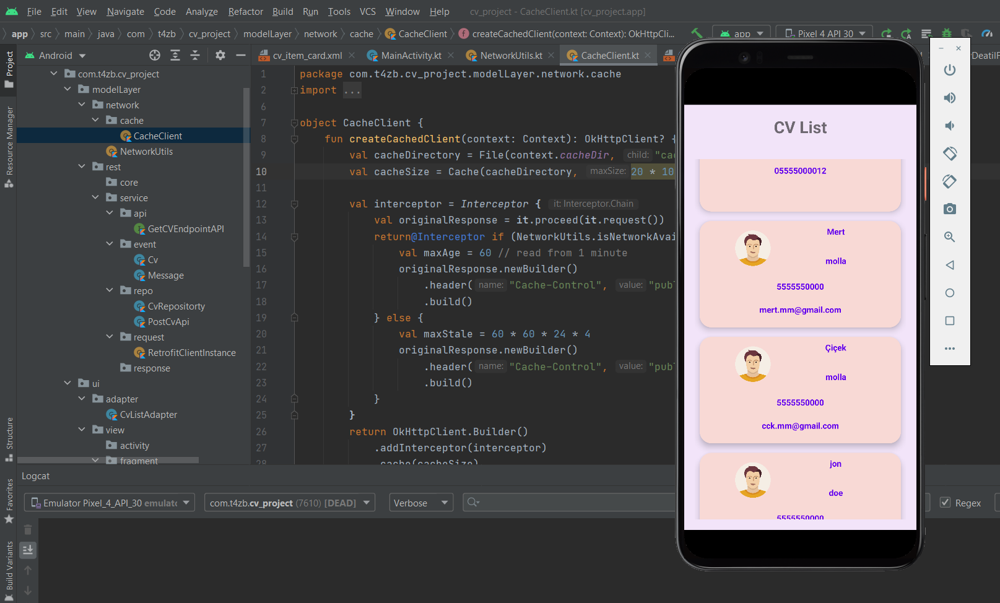 File Edit View Navigate Code Analyze Refactor Build Run Tools VCS Window Help cv_project - CacheClient.kt [cv_project.app]
app src main java com t4zb cv_project modelLayer network cache CacheClient createCachedClient(context: Context): OkHttpCli... app Pixel 4 API 30
Project
Resource Manager
Structure
Favorites
Build Variants
Android
com.t4zb.cv_project
modelLayer
network
cache
CacheClient
NetworkUtils
rest
core
service
api
GetCVEndpointAPI
event
Cv
Message
repo
CvRepositorty
PostCvApi
request
RetrofitClientInstance
response
ui
adapter
CvListAdapter
view
activity
fragment
cv_item_card.xml MainActivity.kt NetworkUtils.kt CacheClient.kt
1 package com.t4zb.cv_project.modelLayer.network.cache
2 import ...
6
7 object CacheClient {
8 fun createCachedClient(context: Context): OkHttpClient? {
9 val cacheDirectory = File(context.cacheDir, child: "ca
10 val cacheSize = Cache(cacheDirectory, maxSize: 20 * 10
11
12 val interceptor = Interceptor { it: Interceptor.Chain
13 val originalResponse = it.proceed(it.request())
14 return@Interceptor if (NetworkUtils.isNetworkAvai
15 val maxAge = 60 // read from 1 minute
16 originalResponse.newBuilder()
17 .header( name: "Cache-Control", value: "publ
18 .build()
19 } else {
20 val maxStale = 60 * 60 * 24 * 4
21 originalResponse.newBuilder()
22 .header( name: "Cache-Control", value: "publ
23 .build()
24 }
25 }
26 return OkHttpClient.Builder()
27 .addInterceptor(interceptor)
28 .cache(cacheSize)
Logcat
Emulator Pixel_4_API_30 com.t4zb.cv_project (7610) [DEAD] Verbose Regex
CV List
05555000012
Mert
molla
5555550000
mert.mm@gmail.com
Çiçek
molla
5555550000
cck.mm@gmail.com
jon
doe
5555550000